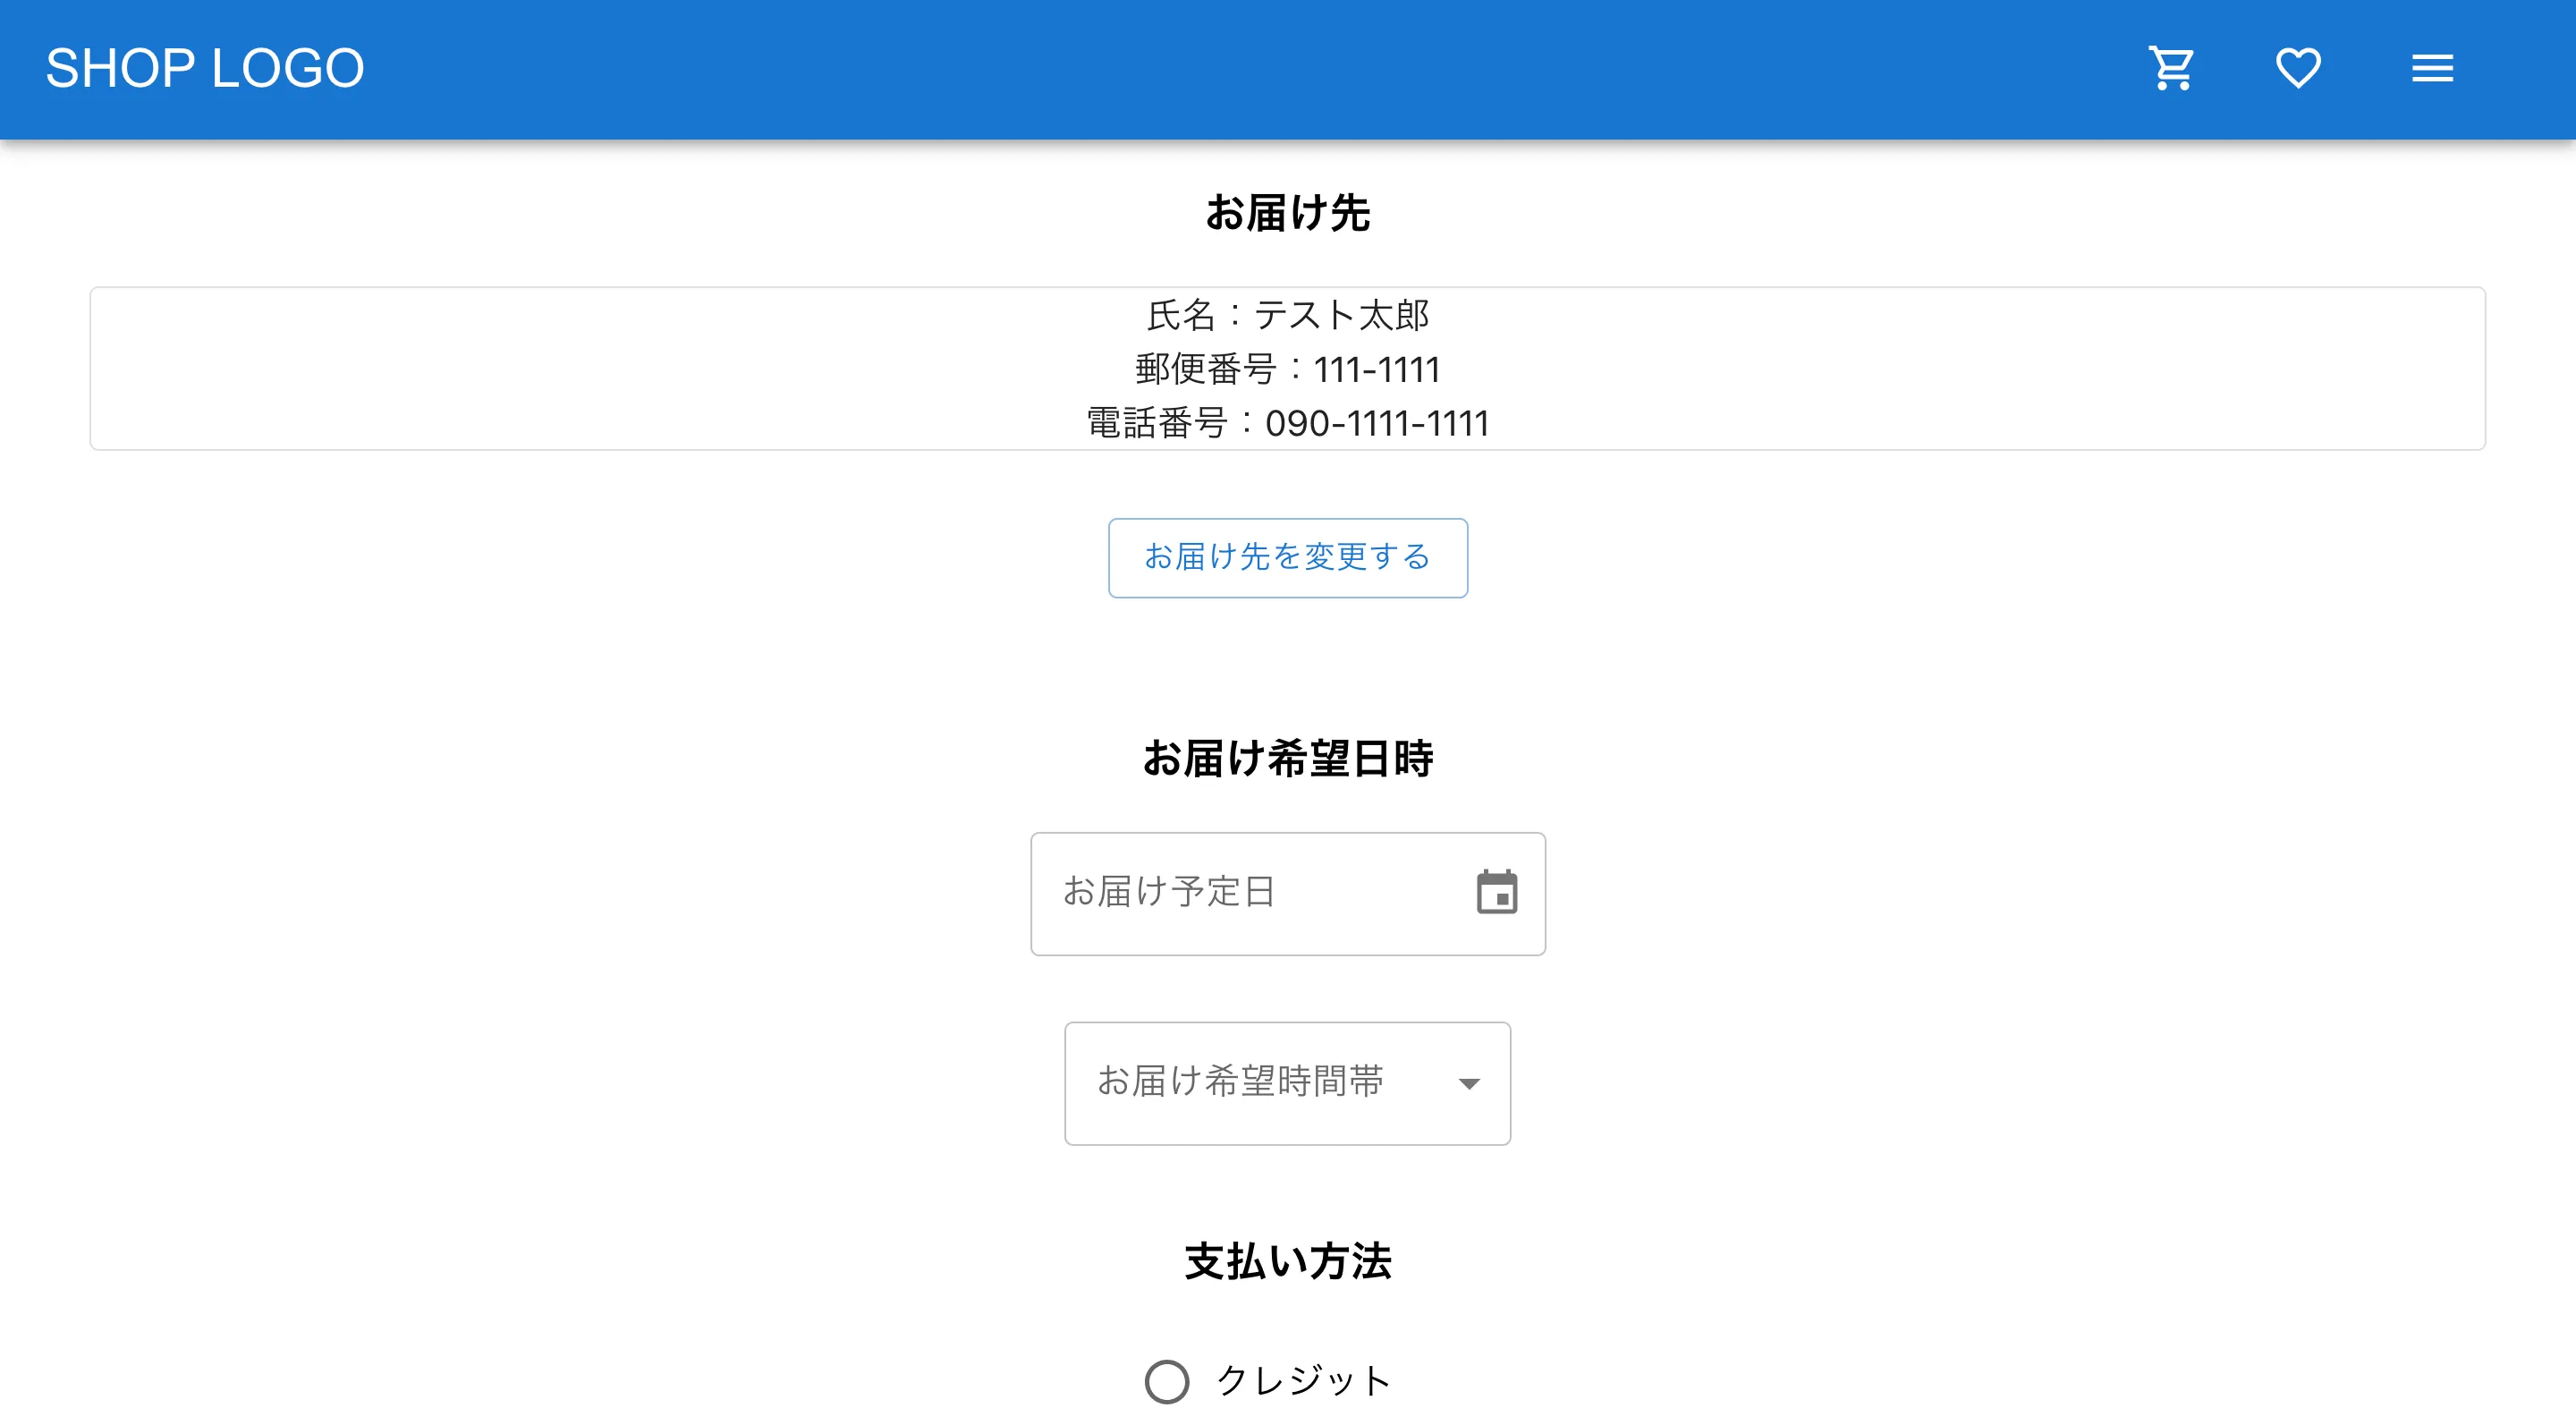 SHOP LOGO
お届け先
氏名：テスト太郎
郵便番号：111-1111
電話番号：090-1111-1111
お届け先を変更する
お届け希望日時
お届け予定日
お届け希望時間帯
支払い方法
クレジット